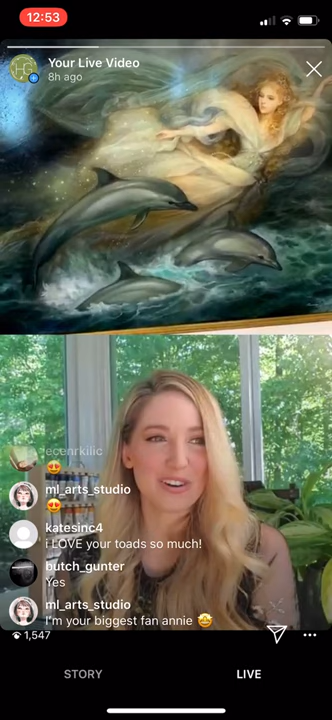 12:53
Your Live Video
8h ago
HG
ecenrkilic
😍
ml_arts_studio
😍
katesinc4
i LOVE your toads so much!
butch_gunter
Yes
ml_arts_studio
I'm your biggest fan annie 🤩
1,547
STORY
LIVE